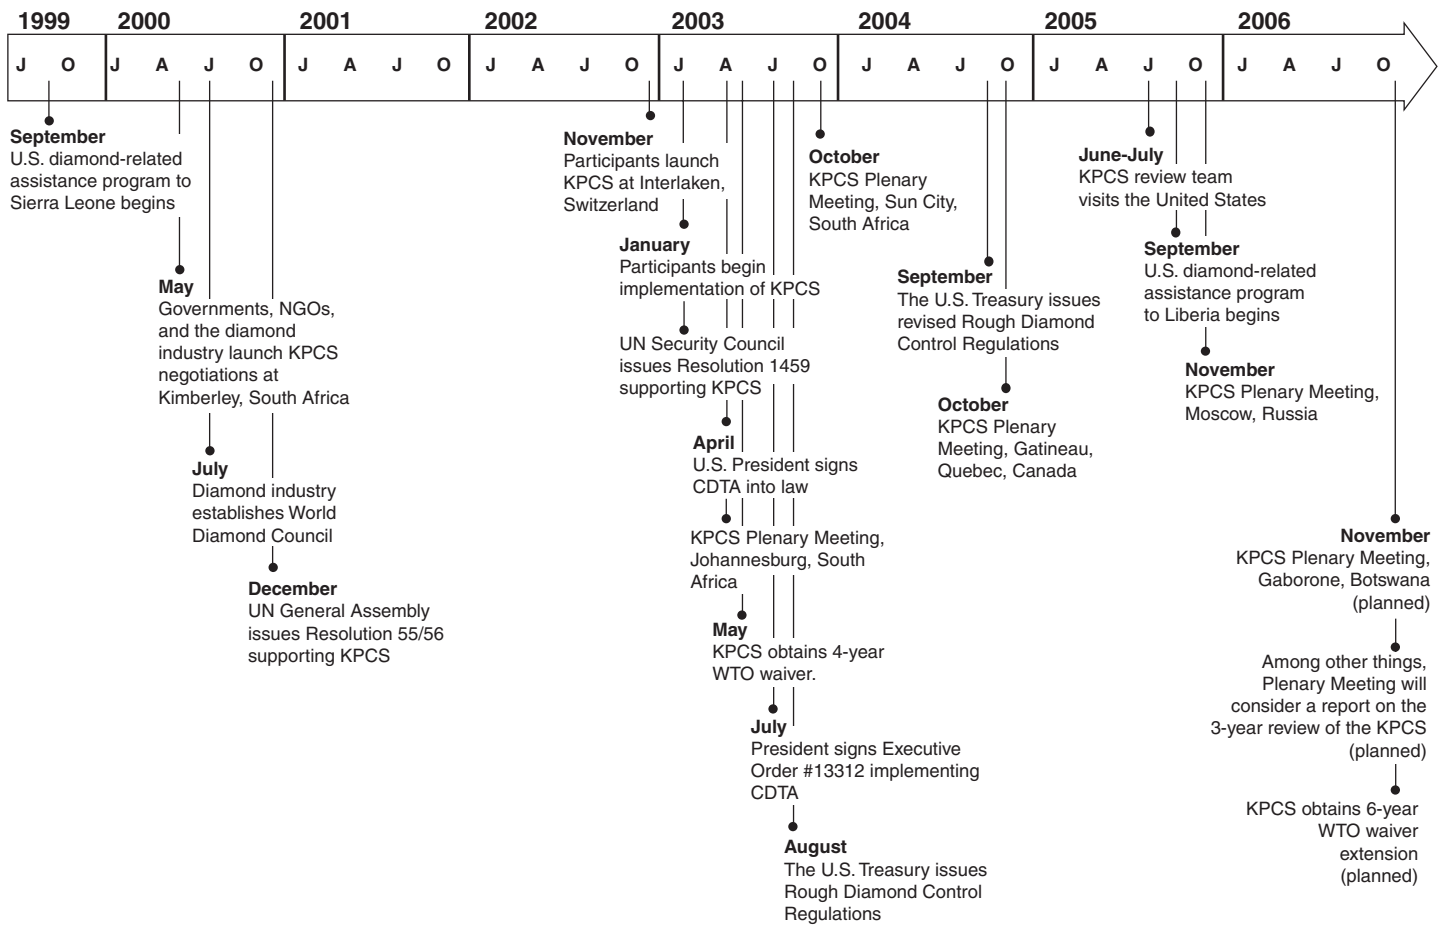 1999 2000 2001 2002 2003 2004 2005 2006
J O J A J O J A J O J A J O J A J O J A J O J A J O J A J O
September
U.S. diamond-related
assistance program to
Sierra Leone begins
May
Governments, NGOs,
and the diamond
industry launch KPCS
negotiations at
Kimberley, South Africa
July
Diamond industry
establishes World
Diamond Council
December
UN General Assembly
issues Resolution 55/56
supporting KPCS
November
Participants launch
KPCS at Interlaken,
Switzerland
January
Participants begin
implementation of KPCS
UN Security Council
issues Resolution 1459
supporting KPCS
April
U.S. President signs
CDTA into law
KPCS Plenary Meeting,
Johannesburg, South
Africa
May
KPCS obtains 4-year
WTO waiver.
July
President signs Executive
Order #13312 implementing
CDTA
August
The U.S. Treasury issues
Rough Diamond Control
Regulations
October
KPCS Plenary
Meeting, Sun City,
South Africa
September
The U.S. Treasury issues
revised Rough Diamond
Control Regulations
October
KPCS Plenary
Meeting, Gatineau,
Quebec, Canada
June-July
KPCS review team
visits the United States
September
U.S. diamond-related
assistance program
to Liberia begins
November
KPCS Plenary Meeting,
Moscow, Russia
November
KPCS Plenary Meeting,
Gaborone, Botswana
(planned)
Among other things,
Plenary Meeting will
consider a report on the
3-year review of the KPCS
(planned)
KPCS obtains 6-year
WTO waiver
extension
(planned)